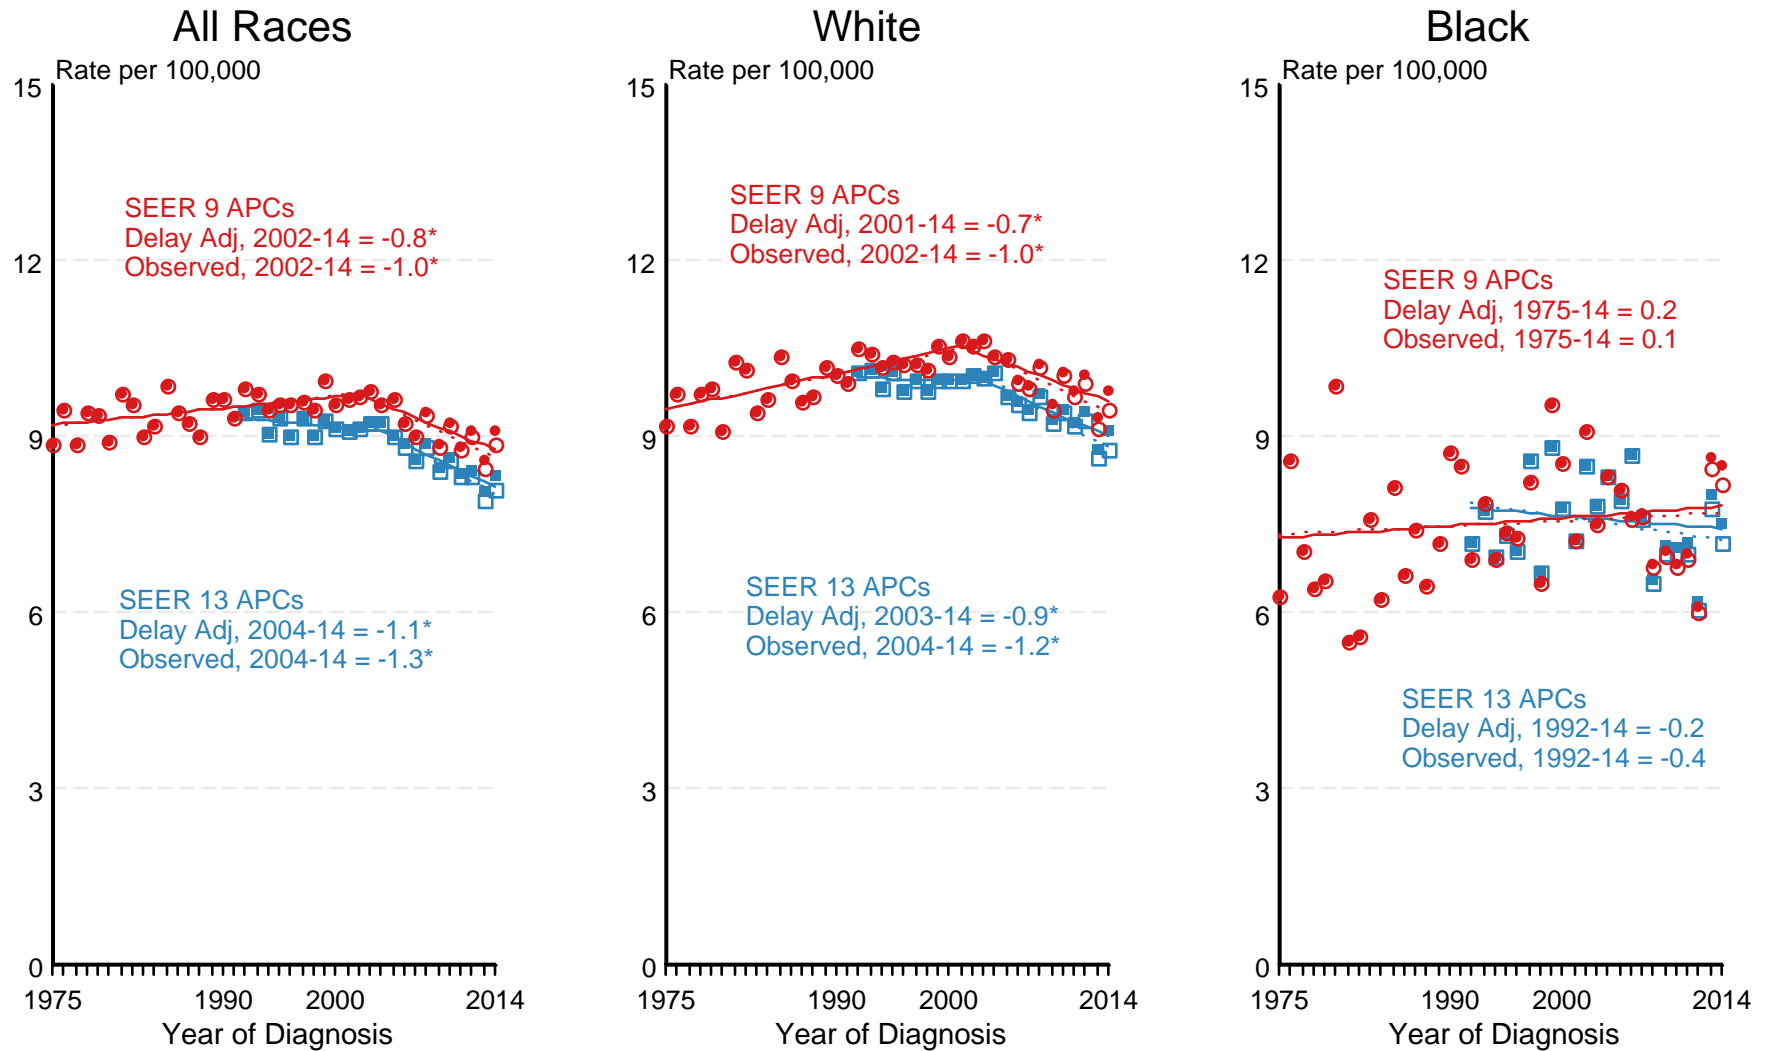 All Races
Rate per 100,000
15
12
9
6
3
0
SEER 9 APCs
Delay Adj, 2002-14 = -0.8*
Observed, 2002-14 = -1.0*
SEER 13 APCs
Delay Adj, 2004-14 = -1.1*
Observed, 2004-14 = -1.3*
1975 1990 2000 2014
Year of Diagnosis
White
Rate per 100,000
15
12
9
6
3
0
SEER 9 APCs
Delay Adj, 2001-14 = -0.7*
Observed, 2002-14 = -1.0*
SEER 13 APCs
Delay Adj, 2003-14 = -0.9*
Observed, 2004-14 = -1.2*
1975 1990 2000 2014
Year of Diagnosis
Black
Rate per 100,000
15
12
9
6
3
0
SEER 9 APCs
Delay Adj, 1975-14 = 0.2
Observed, 1975-14 = 0.1
SEER 13 APCs
Delay Adj, 1992-14 = -0.2
Observed, 1992-14 = -0.4
1975 1990 2000 2014
Year of Diagnosis